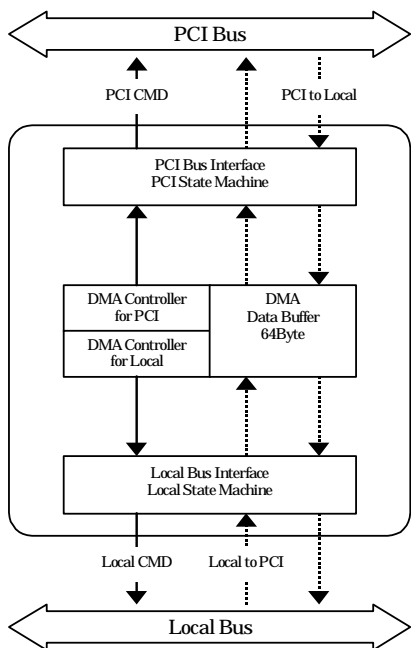 PCI Bus
PCI CMD
PCI to Local
PCI Bus Interface
PCI State Machine
DMA Controller
for PCI
DMA Controller
for Local
DMA
Data Buffer
64Byte
Local Bus Interface
Local State Machine
Local CMD
Local to PCI
Local Bus